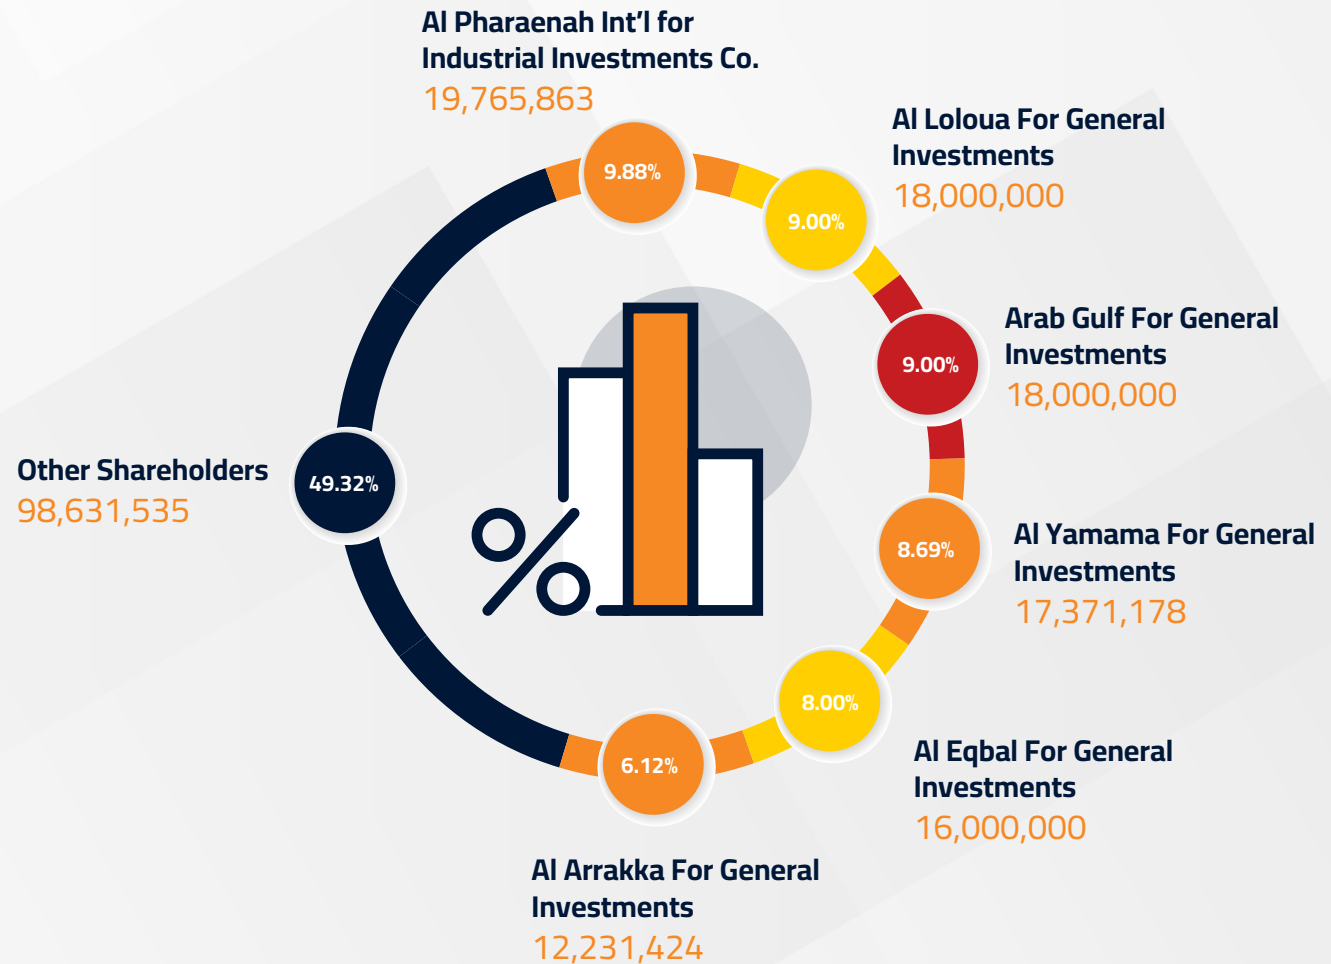 Al Pharaenah Int'l for
Industrial Investments Co.
19,765,863
9.88%
Al Loloua For General
Investments
18,000,000
9.00%
Arab Gulf For General
Investments
18,000,000
9.00%
Al Yamama For General
Investments
17,371,178
8.69%
Al Eqbal For General
Investments
16,000,000
8.00%
Al Arrakka For General
Investments
12,231,424
6.12%
Other Shareholders
98,631,535
49.32%
%